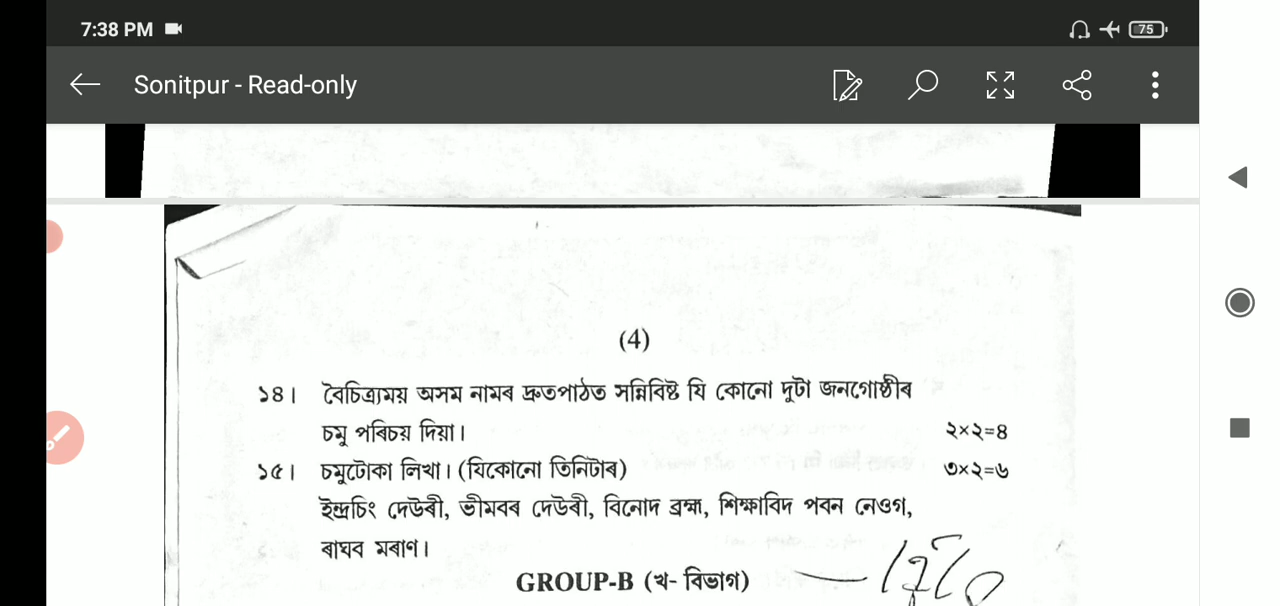 7:38 PM
75
Sonitpur - Read-only
(4)
১৪। বৈচিত্ৰ্যময় অসম নামৰ দ্ৰুতপাঠত সন্নিবিষ্ট যি কোনো দুটা জনগোষ্ঠীৰ
চমু পৰিচয় দিয়া। ২×২=৪
১৫। চমুটোকা লিখা। (যিকোনো তিনিটাৰ) ৩×২=৬
ইন্দ্ৰচিং দেউৰী, ভীমবৰ দেউৰী, বিনোদ ব্ৰহ্ম, শিক্ষাবিদ পবন নেওগ,
ৰাঘব মৰাণ।
GROUP-B (খ- বিভাগ)